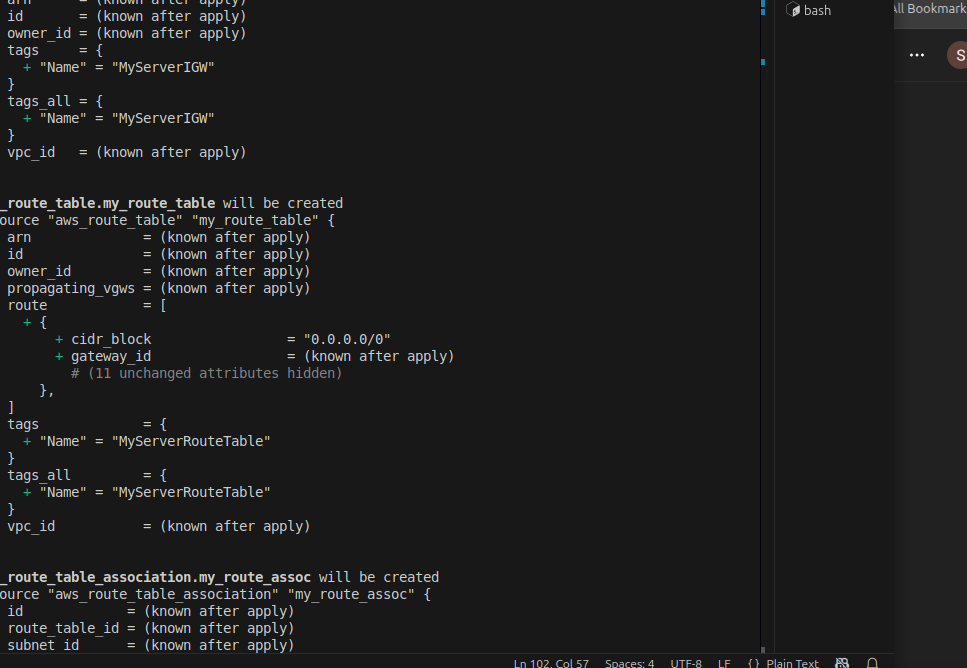 arn       = (known after apply)
id       = (known after apply)
owner_id = (known after apply)
tags     = {
+ "Name" = "MyServerIGW"
}
tags_all = {
+ "Name" = "MyServerIGW"
}
vpc_id   = (known after apply)
_route_table.my_route_table will be created
ource "aws_route_table" "my_route_table" {
arn              = (known after apply)
id               = (known after apply)
owner_id         = (known after apply)
propagating_vgws = (known after apply)
route            = [
+ {
+ cidr_block                 = "0.0.0.0/0"
+ gateway_id                 = (known after apply)
# (11 unchanged attributes hidden)
},
]
tags             = {
+ "Name" = "MyServerRouteTable"
}
tags_all         = {
+ "Name" = "MyServerRouteTable"
}
vpc_id           = (known after apply)
_route_table_association.my_route_assoc will be created
ource "aws_route_table_association" "my_route_assoc" {
id             = (known after apply)
route_table_id = (known after apply)
subnet_id      = (known after apply)
bash
All Bookmark
S
Ln 102, Col 57 Spaces: 4 UTF-8 LF {} Plain Text